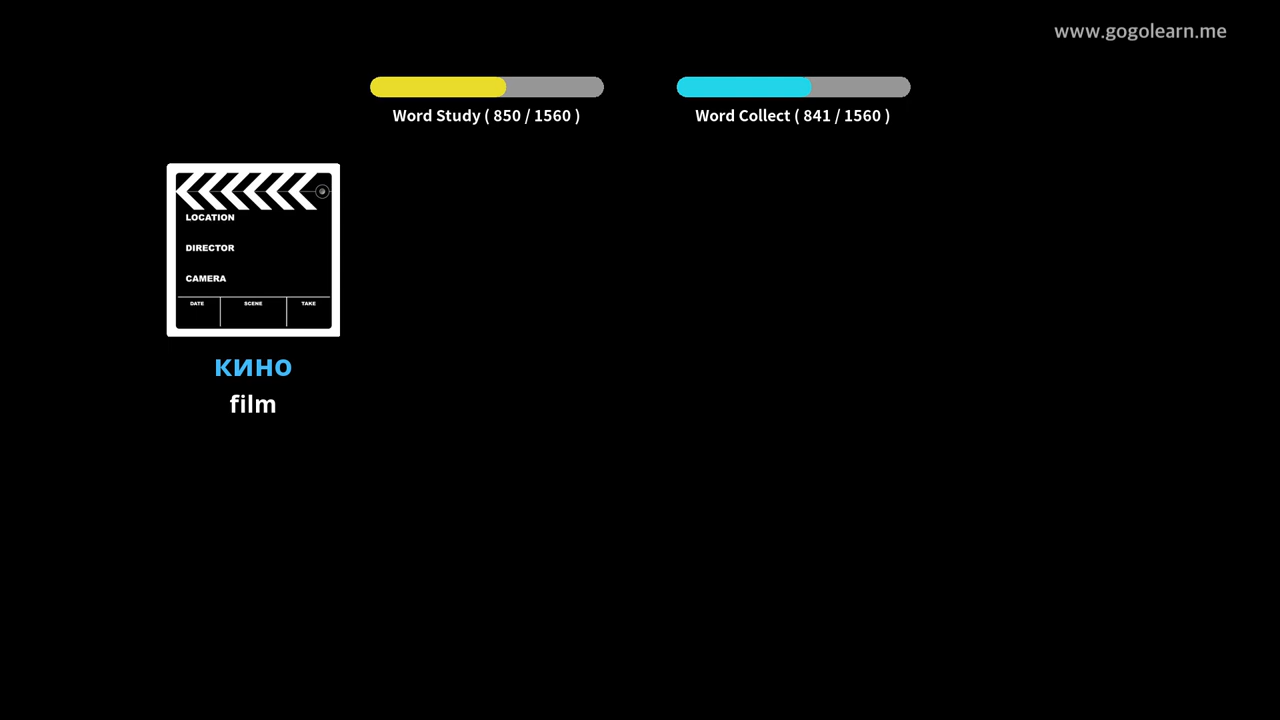 www.gogolearn.me
Word Study ( 850 / 1560 )
Word Collect ( 841 / 1560 )
LOCATION
DIRECTOR
CAMERA
DATE SCENE TAKE
кино
film